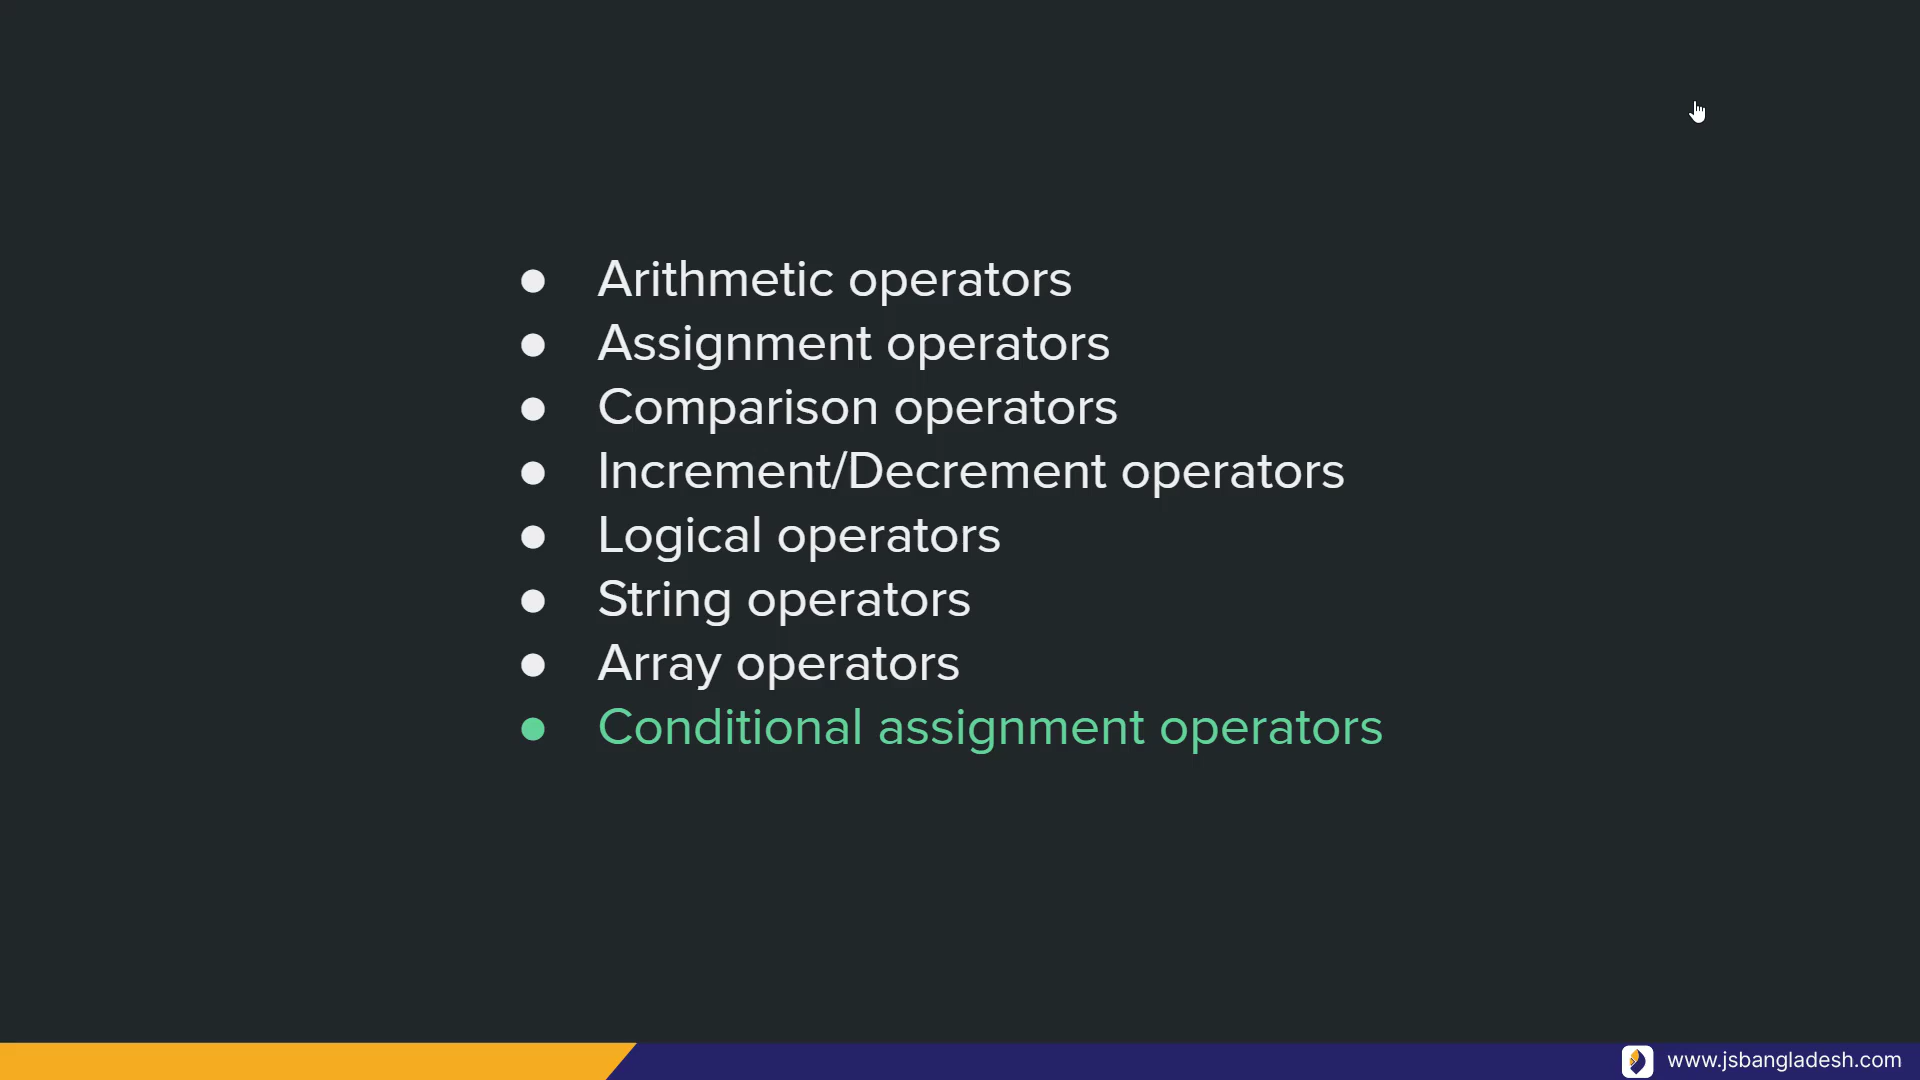 ● Arithmetic operators
● Assignment operators
● Comparison operators
● Increment/Decrement operators
● Logical operators
● String operators
● Array operators
● Conditional assignment operators
www.jsbangladesh.com